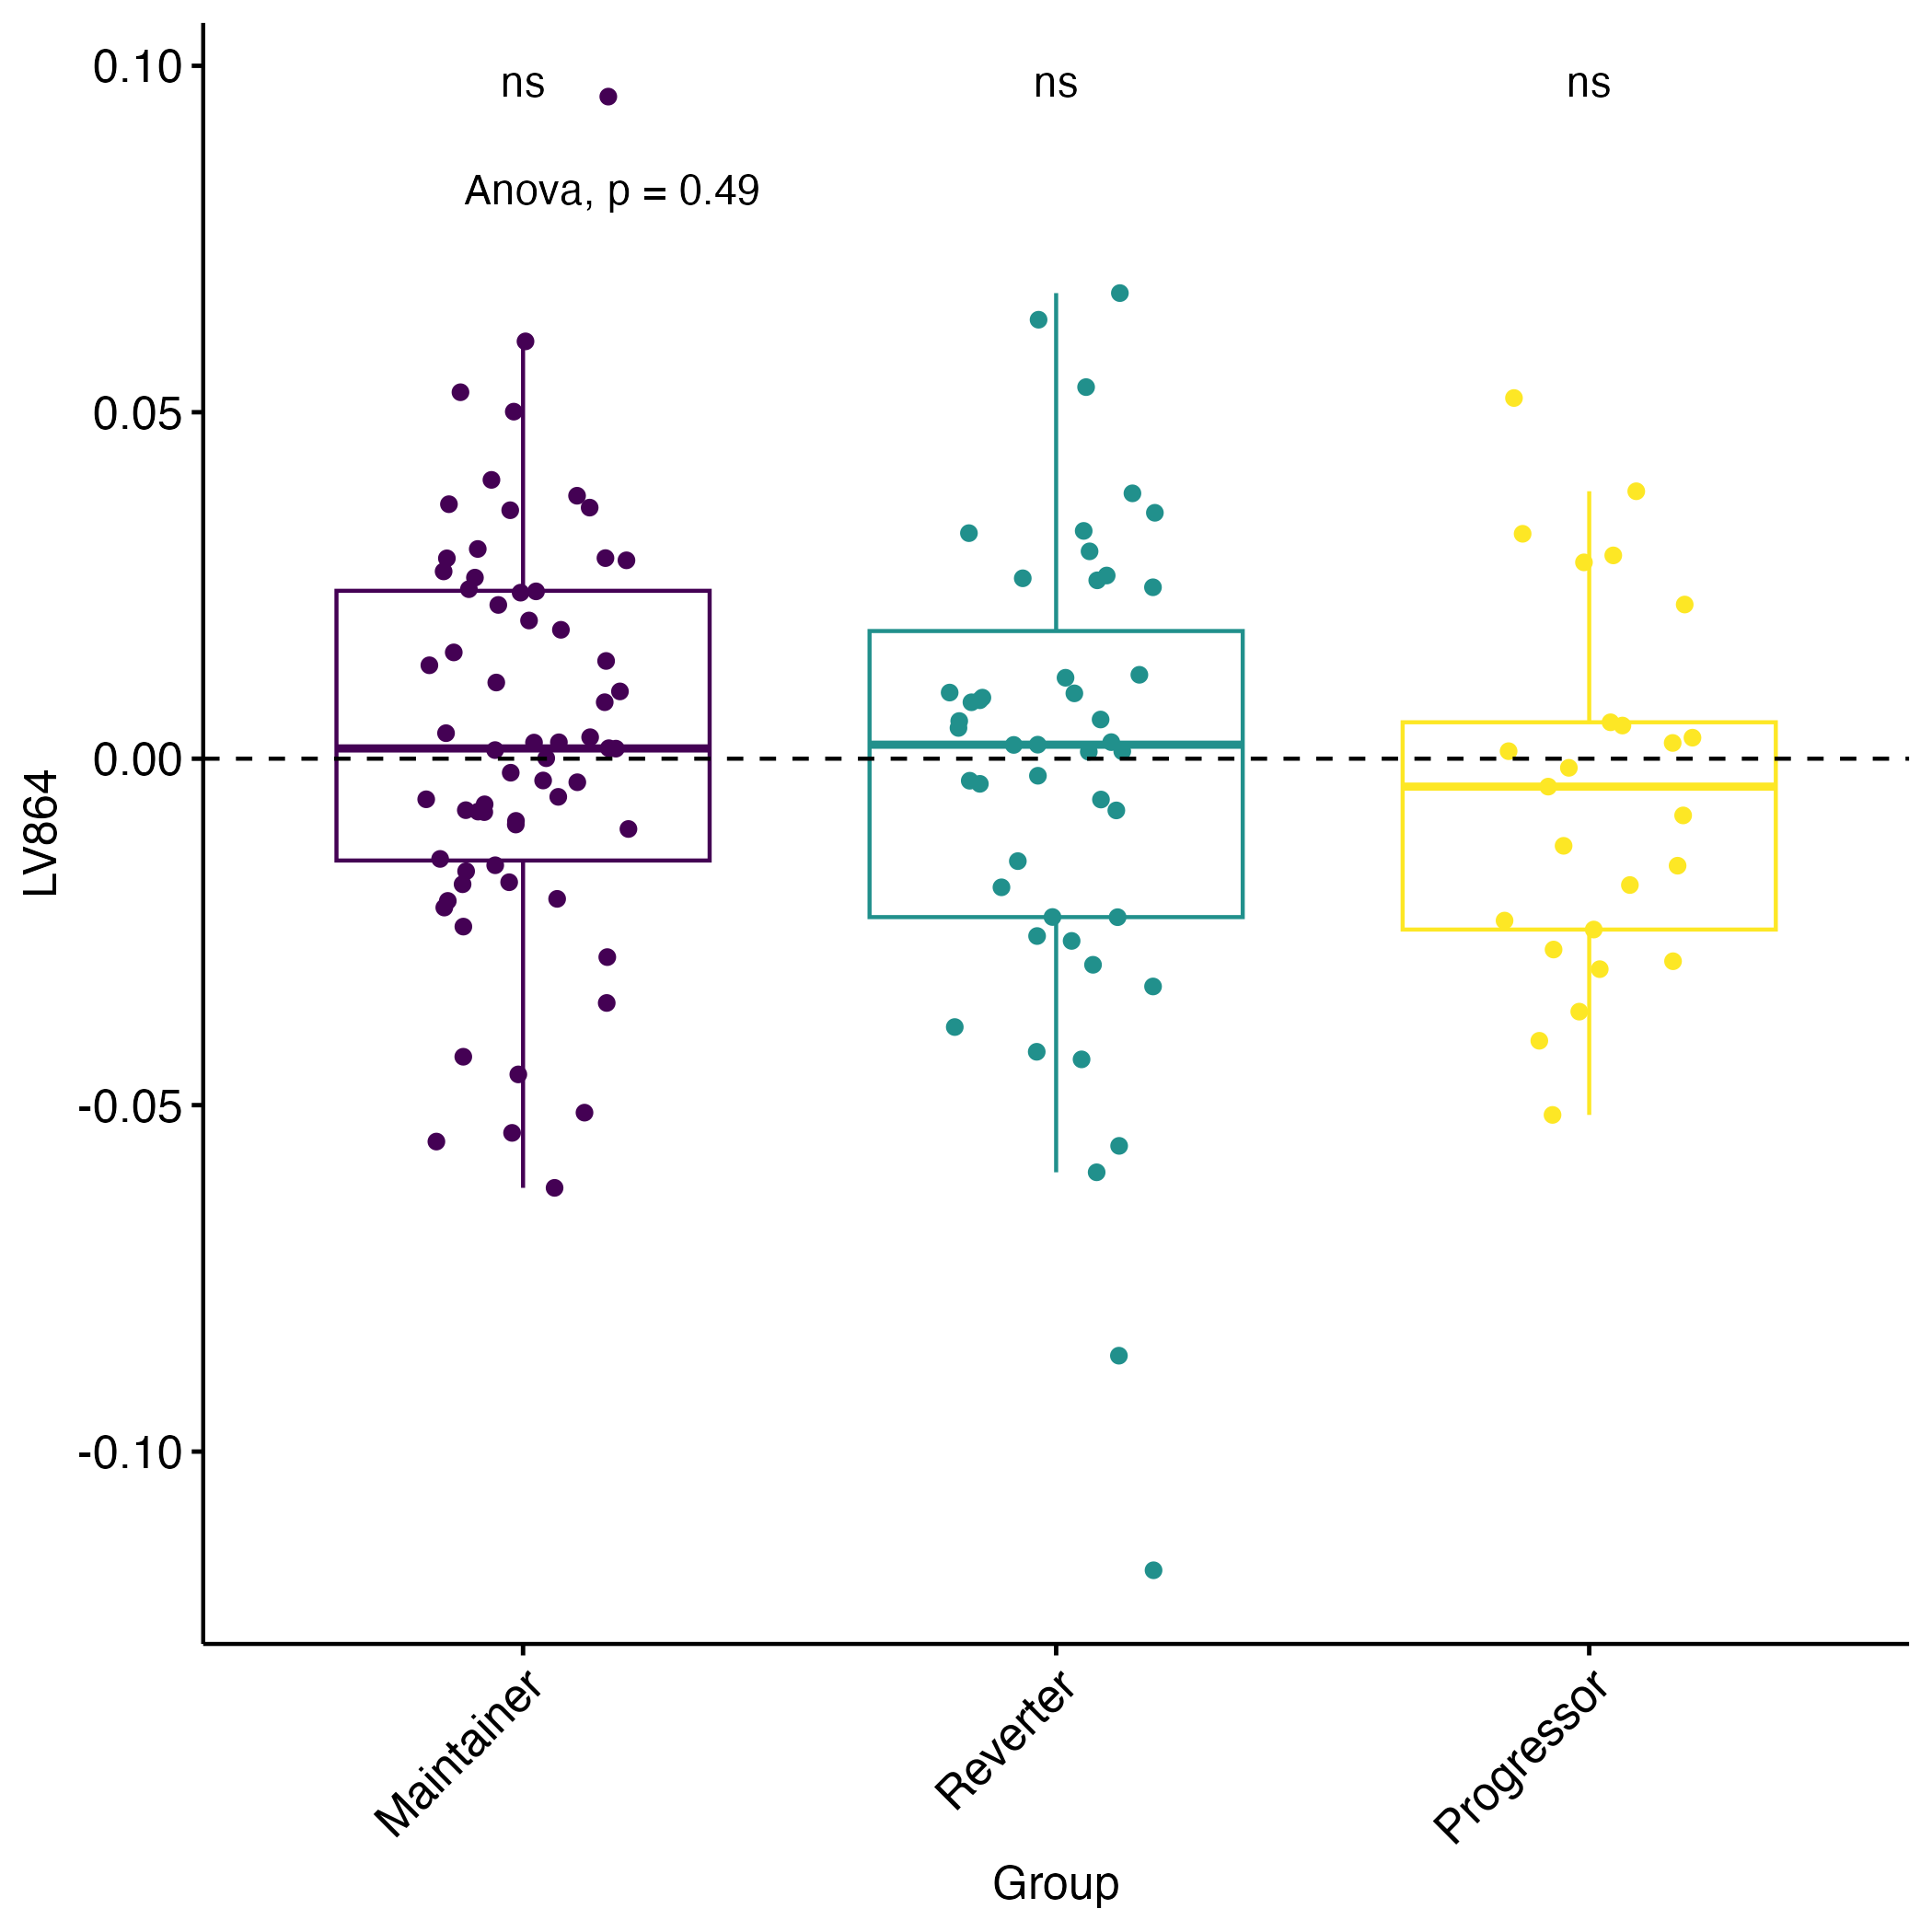 0.10
ns
ns
ns
Anova, p = 0.49
0.05
0.00
-0.05
-0.10
LV864
Maintainer
Reverter
Progressor
Group